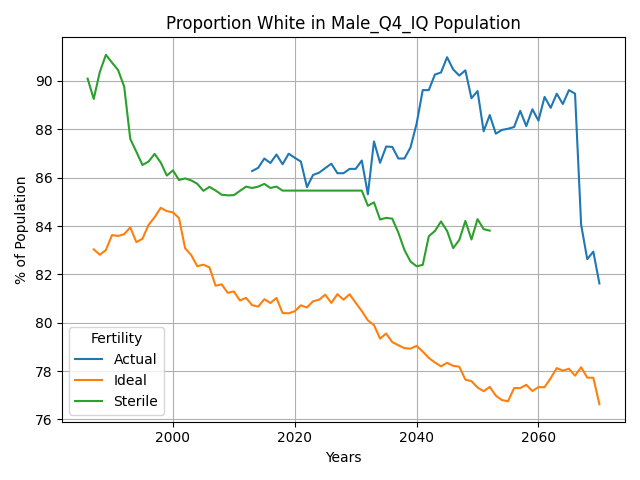 Proportion White in Male_Q4_IQ Population
% of Population
90
88
86
84
82
80
78
76
Fertility
Actual
Ideal
Sterile
2000
2020
2040
2060
Years